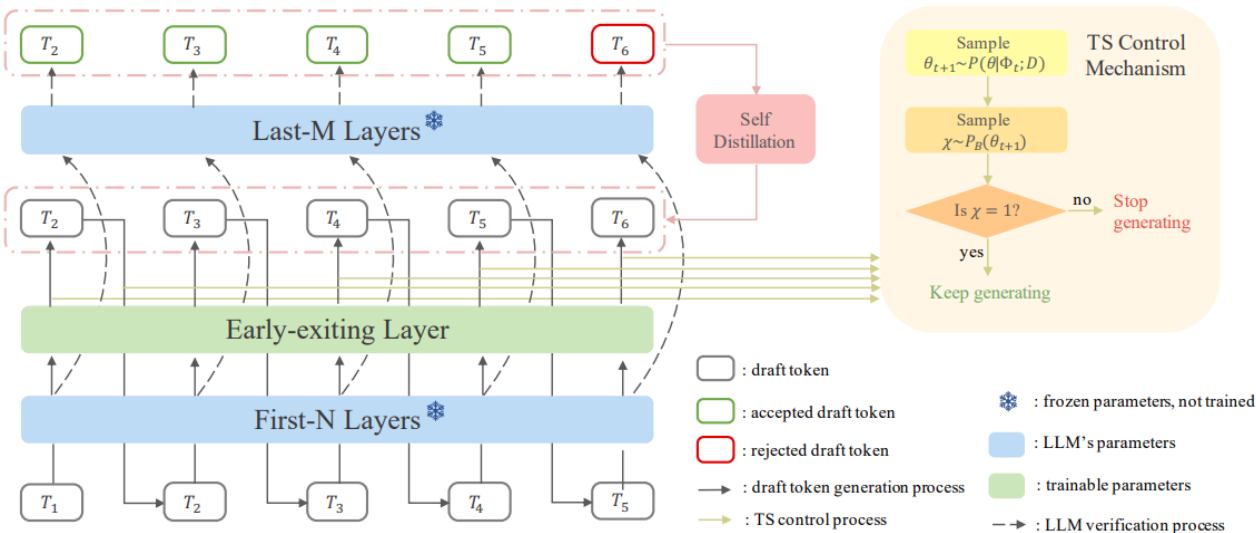 T₂ T₃ T₄ T₅ T₆
Last-M Layers
T₂ T₃ T₄ T₅ T₆
Early-exiting Layer
First-N Layers
T₁ T₂ T₃ T₄ T₅
Self
Distillation
TS Control
Mechanism
Sample
θₜ₊₁~P(θ|Φₜ; D)
Sample
χ~P_B(θₜ₊₁)
Is χ = 1?
no
Stop
generating
yes
Keep generating
: draft token
: accepted draft token
: rejected draft token
: draft token generation process
: TS control process
: frozen parameters, not trained
: LLM's parameters
: trainable parameters
: LLM verification process